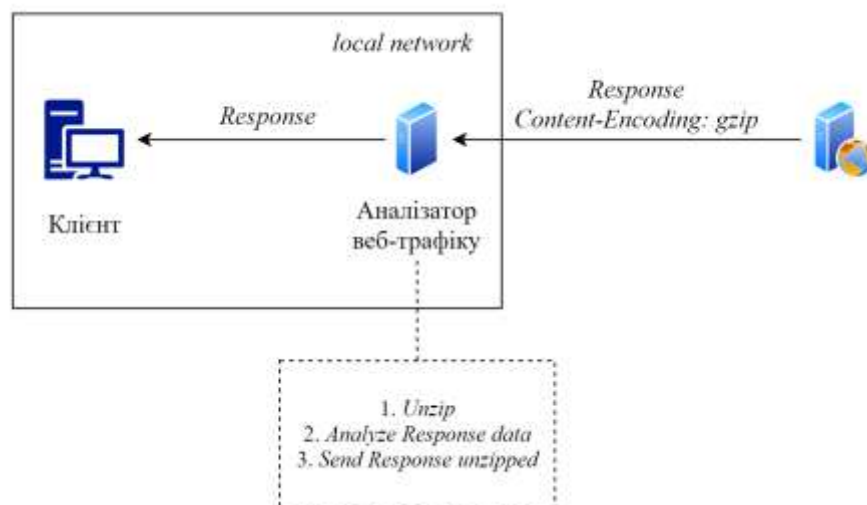 local network
Response
Response
Content-Encoding: gzip
Клієнт
Аналізатор
веб-трафіку
1. Unzip
2. Analyze Response data
3. Send Response unzipped